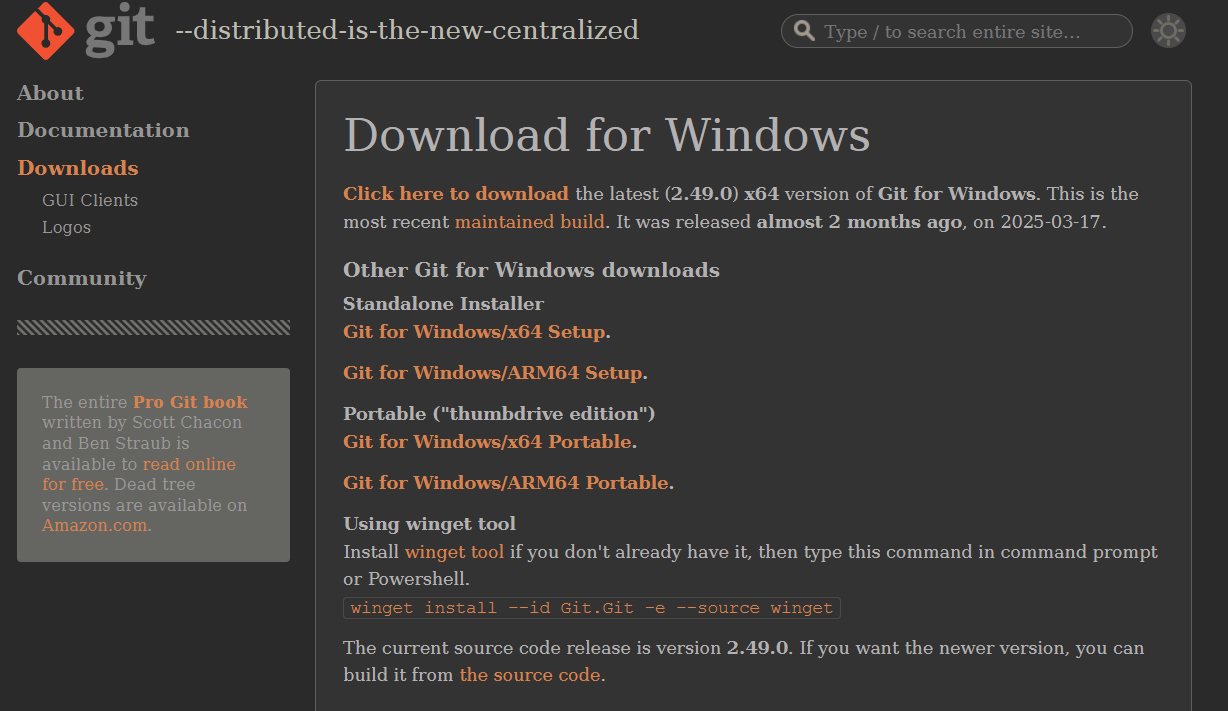 git --distributed-is-the-new-centralized
Type / to search entire site…
About
Documentation
Downloads
GUI Clients
Logos
Community
The entire Pro Git book
written by Scott Chacon
and Ben Straub is
available to read online
for free. Dead tree
versions are available on
Amazon.com.
Download for Windows
Click here to download the latest (2.49.0) x64 version of Git for Windows. This is the
most recent maintained build. It was released almost 2 months ago, on 2025-03-17.
Other Git for Windows downloads
Standalone Installer
Git for Windows/x64 Setup.
Git for Windows/ARM64 Setup.
Portable ("thumbdrive edition")
Git for Windows/x64 Portable.
Git for Windows/ARM64 Portable.
Using winget tool
Install winget tool if you don't already have it, then type this command in command prompt
or Powershell.
winget install --id Git.Git -e --source winget
The current source code release is version 2.49.0. If you want the newer version, you can
build it from the source code.